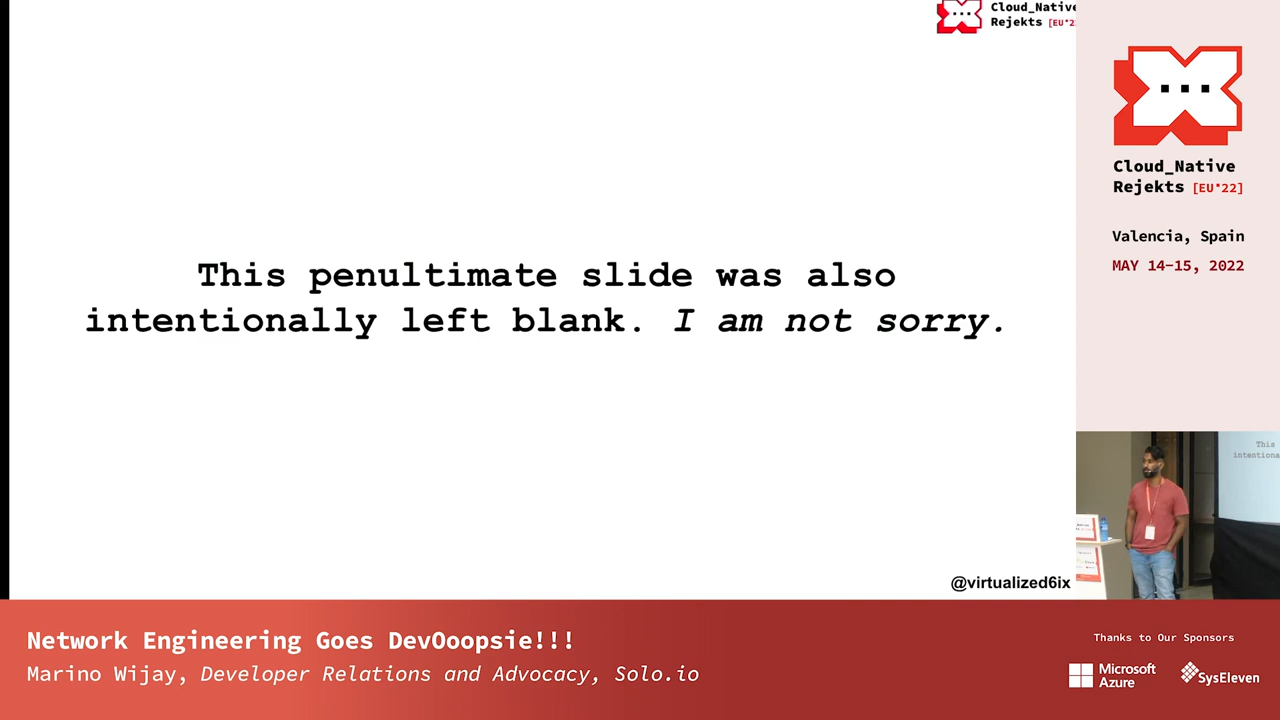 Cloud_Native
Rejekts [EU'2
This penultimate slide was also
intentionally left blank. I am not sorry.
@virtualized6ix
Cloud_Native
Rejekts [EU'22]
Valencia, Spain
MAY 14-15, 2022
This
intentiona
Network Engineering Goes DevOoopsie!!!
Marino Wijay, Developer Relations and Advocacy, Solo.io
Thanks to Our Sponsors
Microsoft
Azure
SysEleven